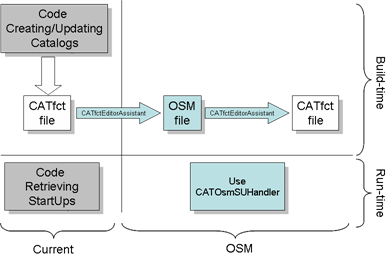 Code
Creating/Updating
Catalogs
CATfct
file
CATfctEditorAssistant
OSM
file
CATfctEditorAssistant
CATfct
file
Build-time
Code
Retrieving
StartUps
Use
CATOsmSUHandler
Run-time
Current
OSM